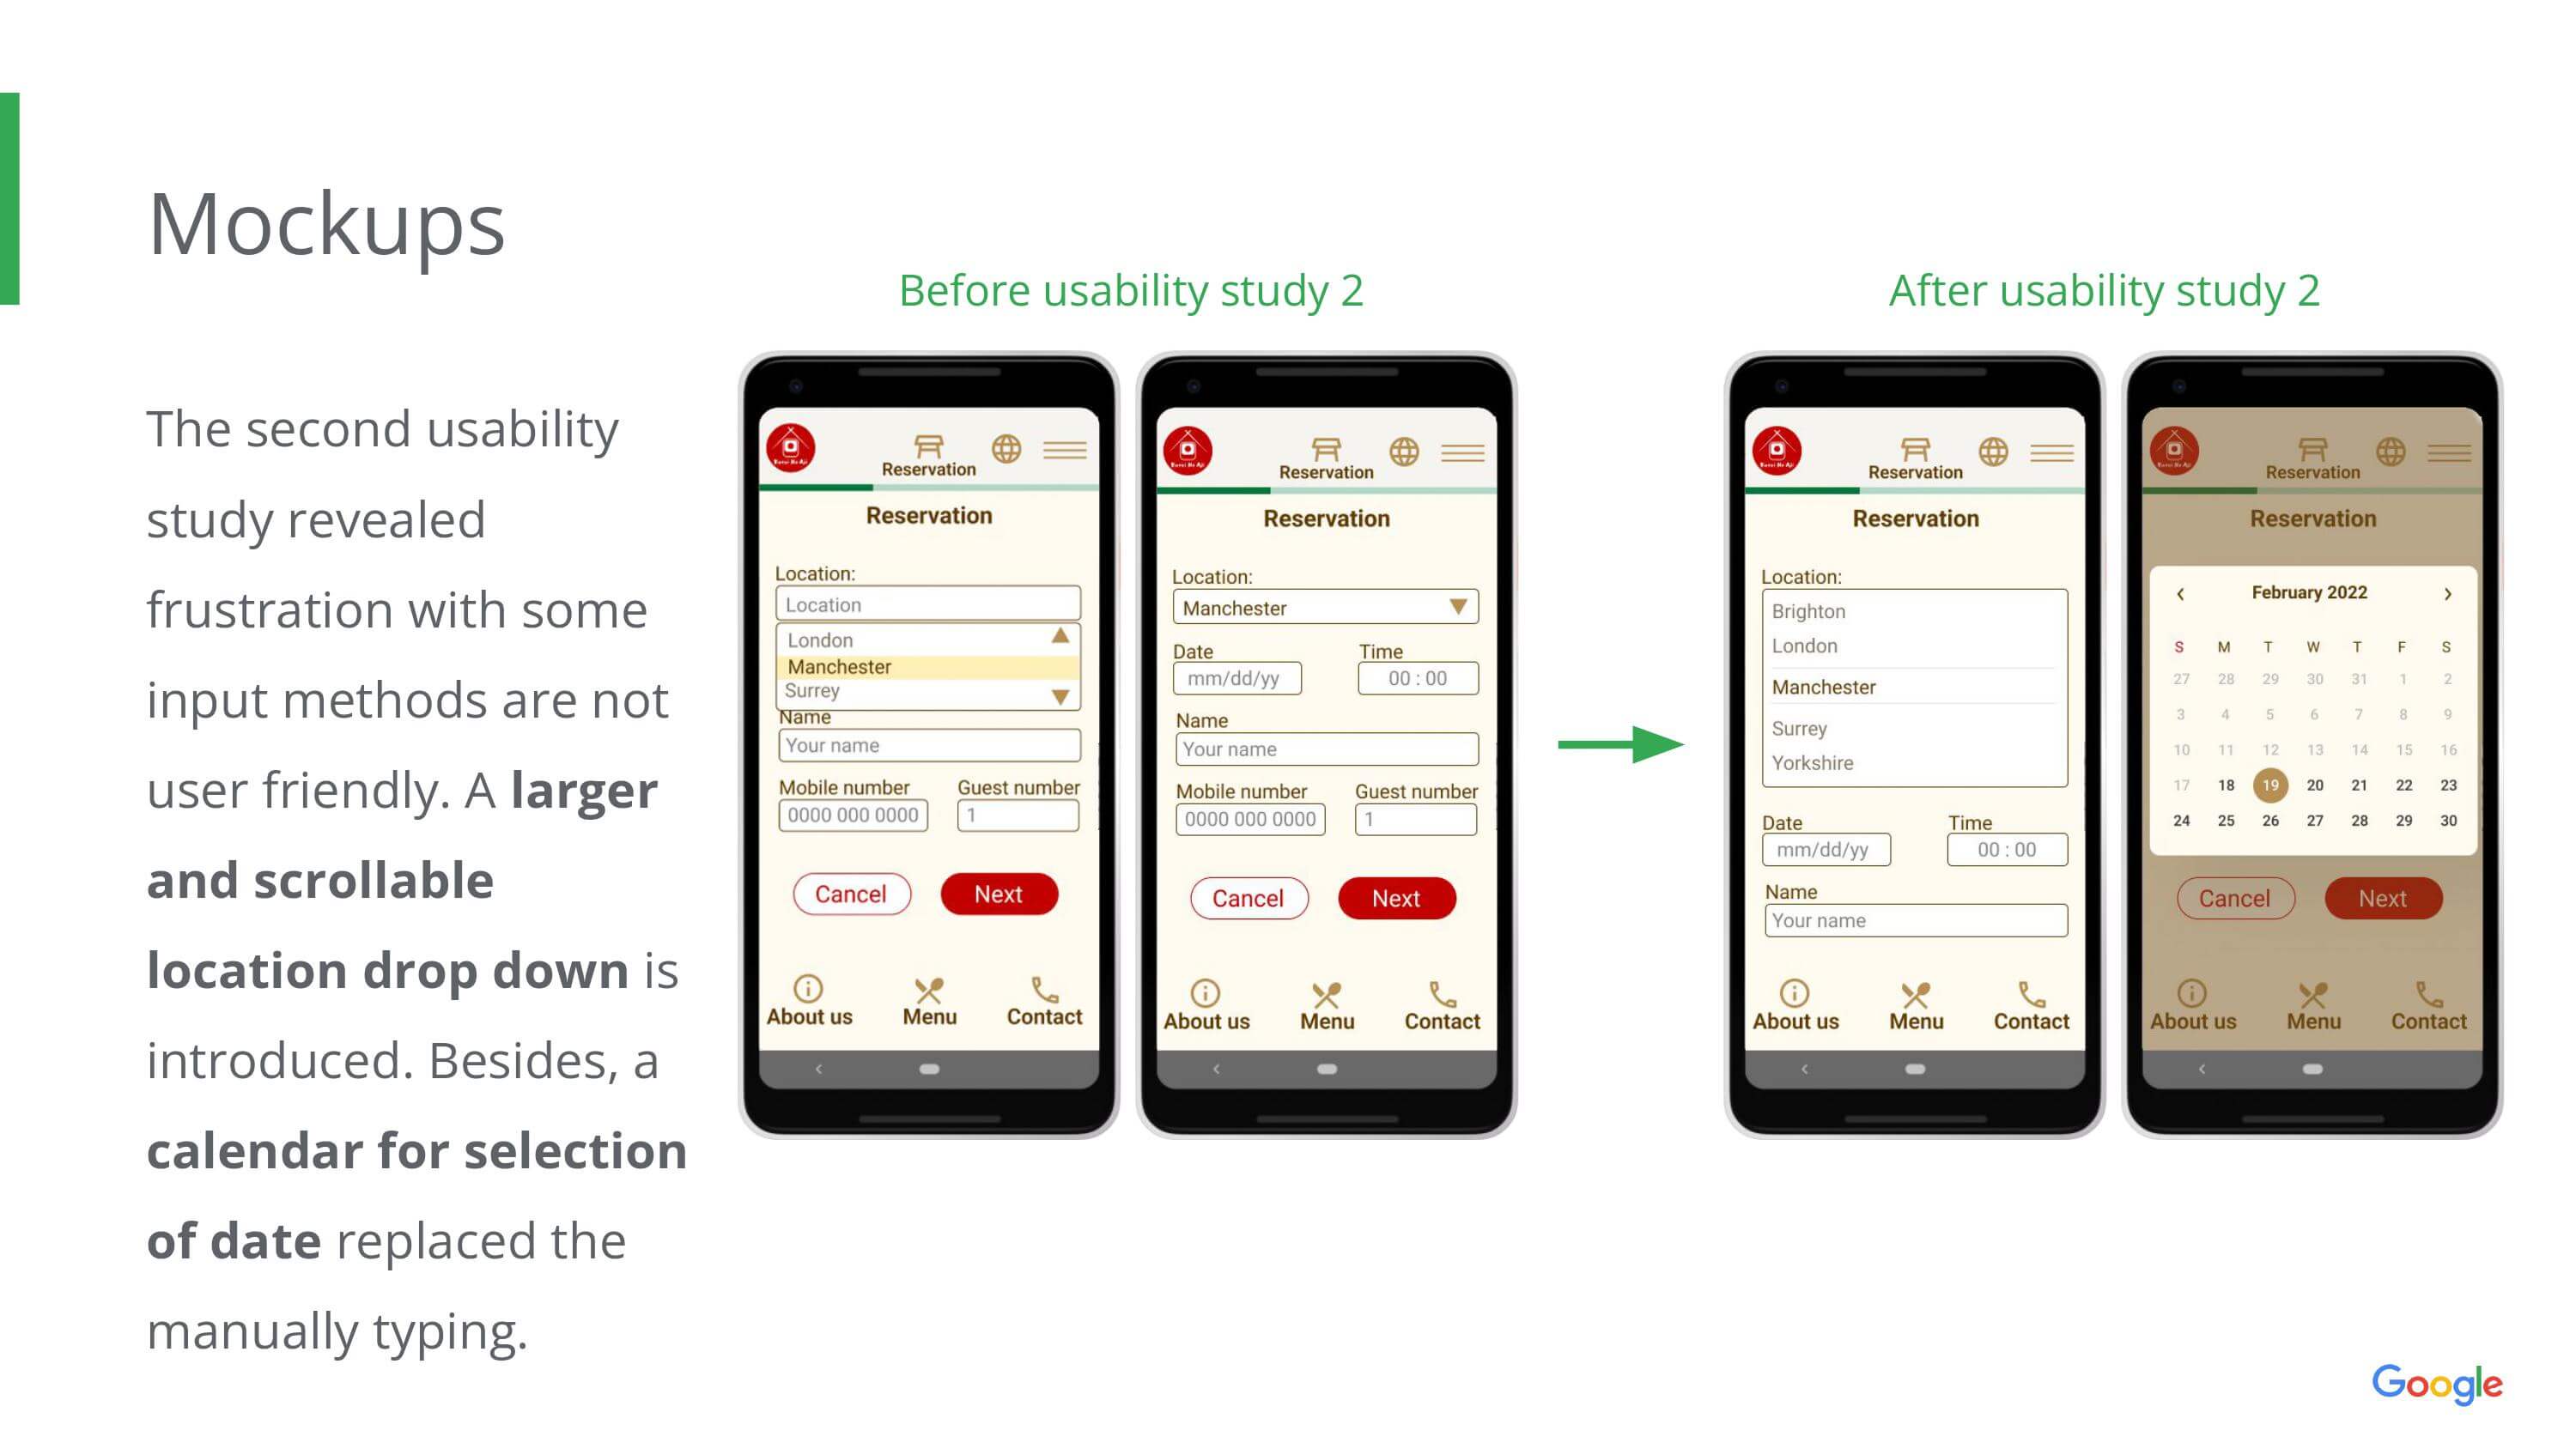 Mockups
The second usability
study revealed
frustration with some
input methods are not
user friendly. A larger
and scrollable
location drop down is
introduced. Besides, a
calendar for selection
of date replaced the
manually typing.
Before usability study 2
Reservation
Reservation
Location:
Location
London
Manchester
Surrey
Name
Your name
Mobile number Guest number
0000 000 0000 1
Cancel Next
About us Menu Contact
Reservation
Reservation
Location:
Manchester
Date Time
mm/dd/yy 00 : 00
Name
Your name
Mobile number Guest number
0000 000 0000 1
Cancel Next
About us Menu Contact
After usability study 2
Reservation
Reservation
Location:
Brighton
London
Manchester
Surrey
Yorkshire
Date Time
mm/dd/yy 00 : 00
Name
Your name
About us Menu Contact
Reservation
Reservation
February 2022
S M T W T F S
27 28 29 30 31 1 2
3 4 5 6 7 8 9
10 11 12 13 14 15 16
17 18 19 20 21 22 23
24 25 26 27 28 29 30
Cancel Next
About us Menu Contact
Google